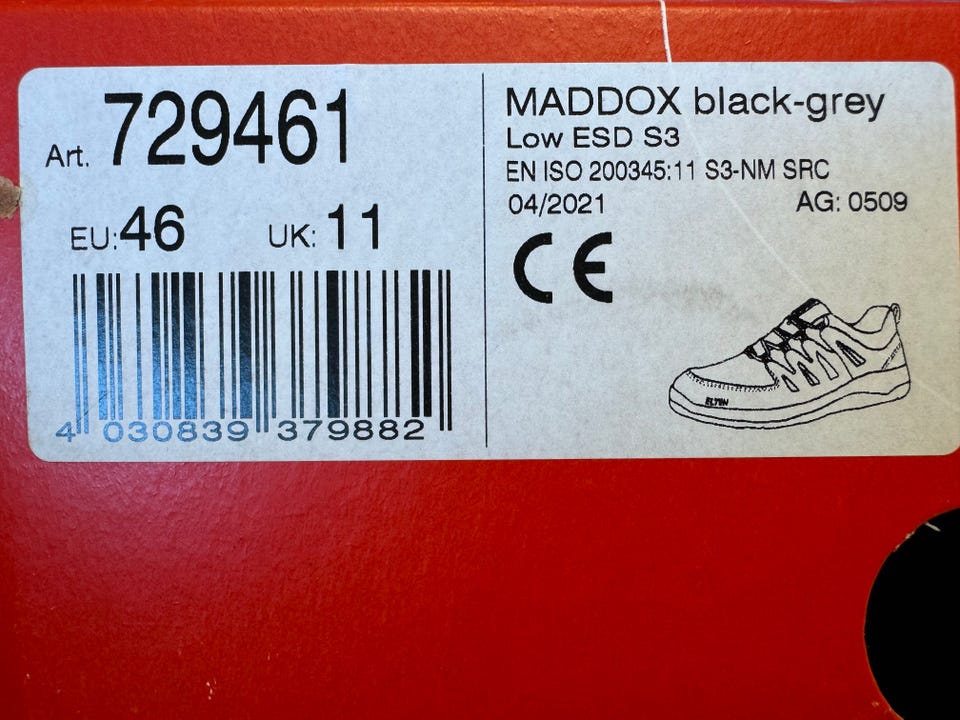 Art. 729461
EU:46 UK: 11
4 030839 379882
MADDOX black-grey
Low ESD S3
EN ISO 200345:11 S3-NM SRC
04/2021 AG: 0509
CE
ELTEN